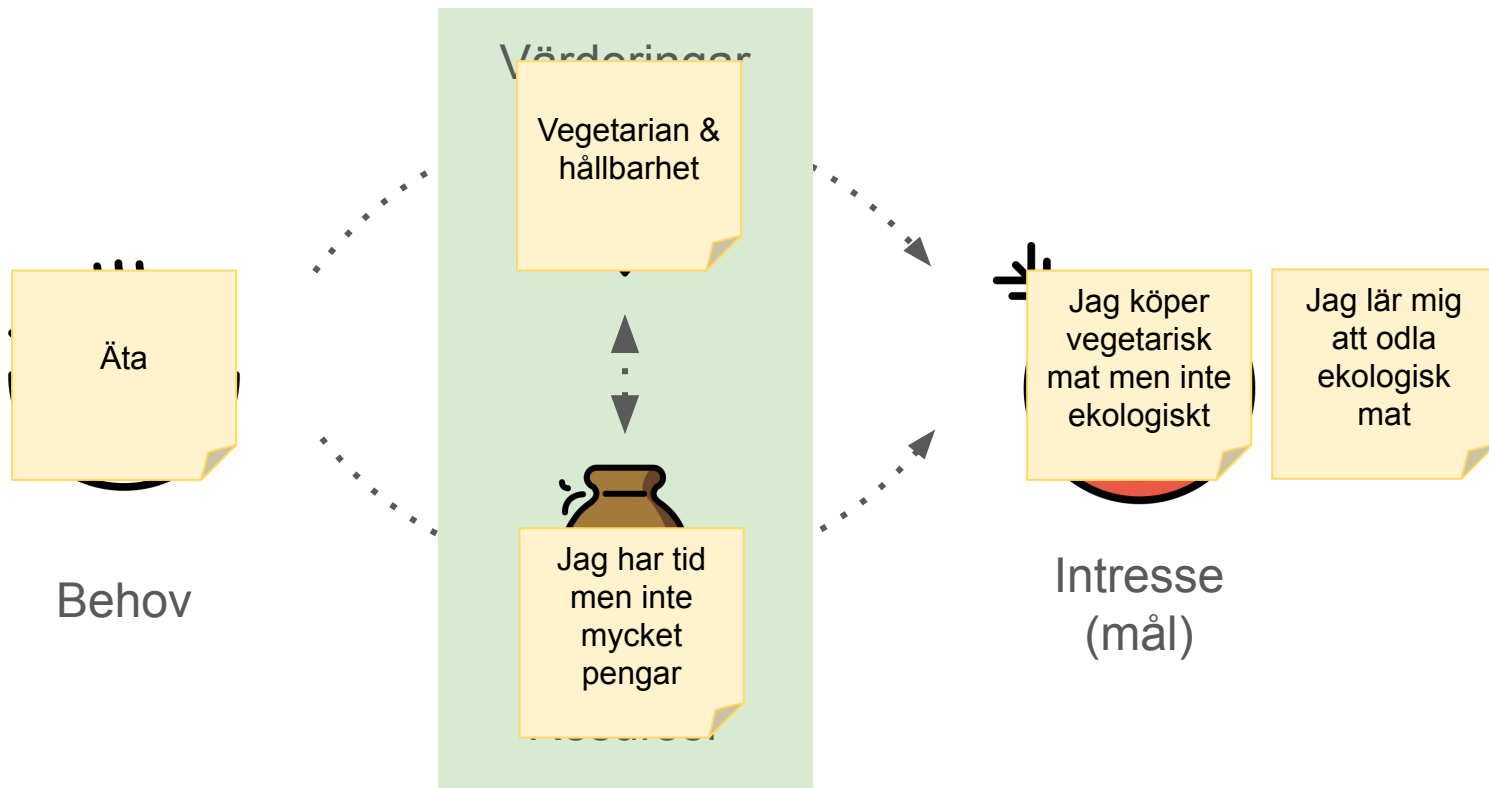 Värderingar
Vegetarian &
hållbarhet
Äta
Jag köper
vegetarisk
mat men inte
ekologiskt
Jag lär mig
att odla
ekologisk
mat
Jag har tid
men inte
mycket
pengar
Behov
Intresse
(mål)